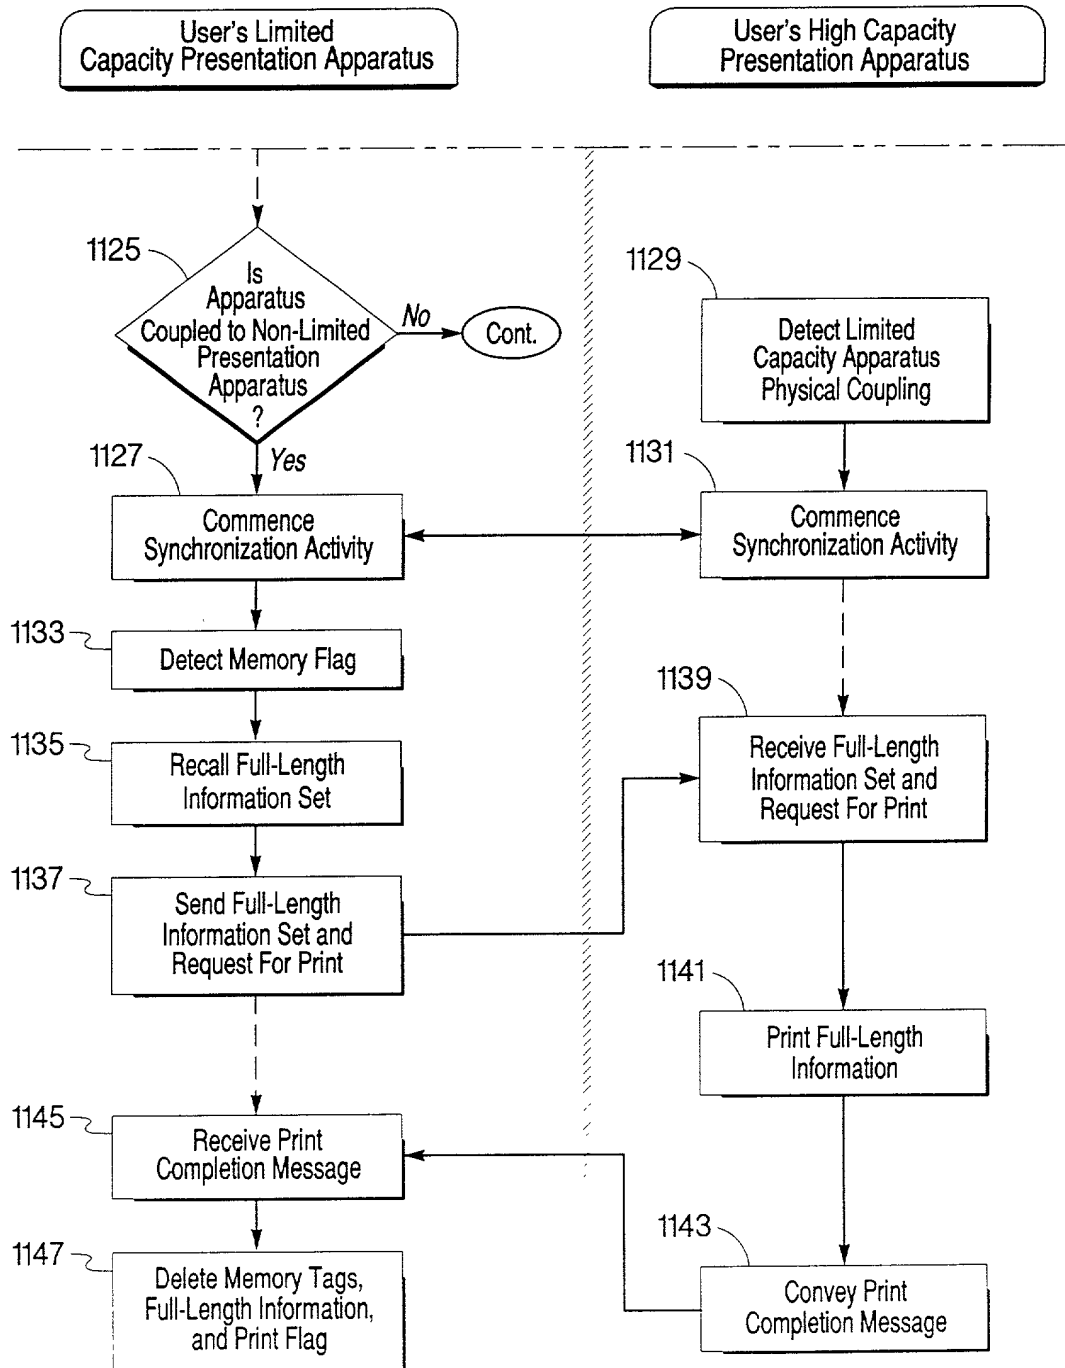 User's Limited
Capacity Presentation Apparatus
User's High Capacity
Presentation Apparatus
1125
Is
Apparatus
Coupled to Non-Limited
Presentation
Apparatus
?
No
Cont.
Yes
1129
Detect Limited
Capacity Apparatus
Physical Coupling
1127
Commence
Synchronization Activity
1131
Commence
Synchronization Activity
1133
Detect Memory Flag
1135
Recall Full-Length
Information Set
1139
Receive Full-Length
Information Set and
Request For Print
1137
Send Full-Length
Information Set and
Request For Print
1141
Print Full-Length
Information
1145
Receive Print
Completion Message
1143
Convey Print
Completion Message
1147
Delete Memory Tags,
Full-Length Information,
and Print Flag